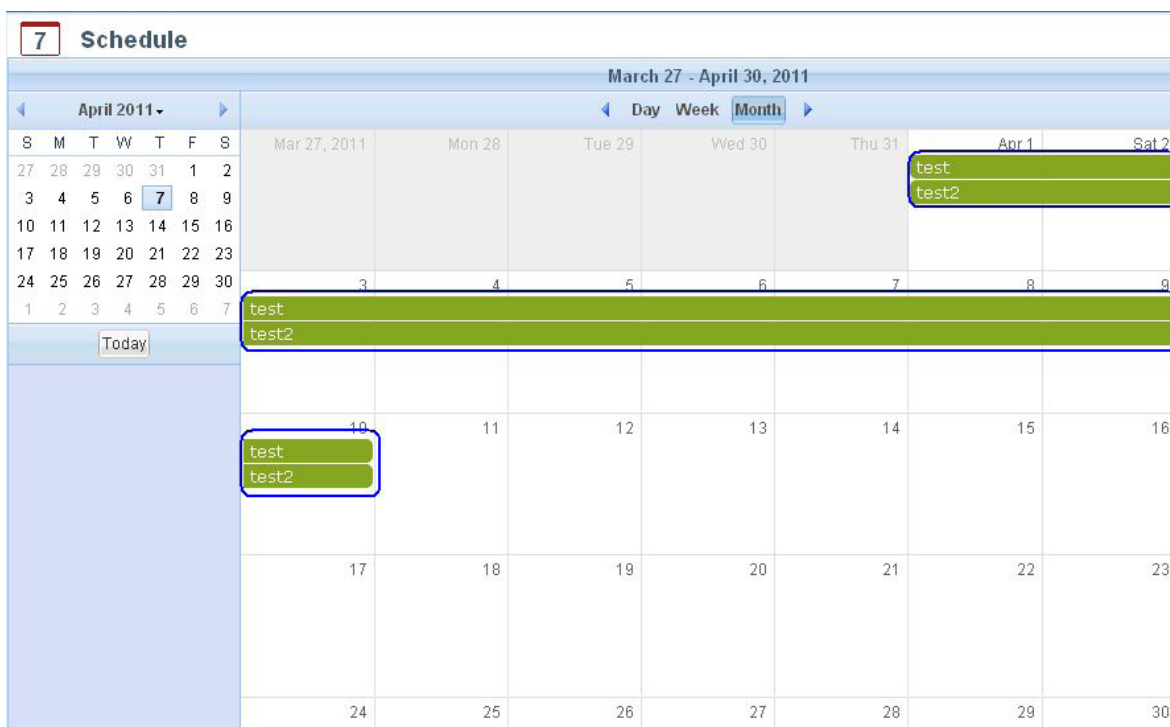 7 Schedule
March 27 - April 30, 2011
April 2011 Day Week Month
S M T W T F S
27 28 29 30 31 1 2
3 4 5 6 7 8 9
10 11 12 13 14 15 16
17 18 19 20 21 22 23
24 25 26 27 28 29 30
1 2 3 4 5 6 7
Today
Mar 27, 2011 Mon 28 Tue 29 Wed 30 Thu 31 Apr 1 Sat 2
test
test2
3 4 5 6 7 8 9
test
test2
10 11 12 13 14 15 16
test
test2
17 18 19 20 21 22 23
24 25 26 27 28 29 30